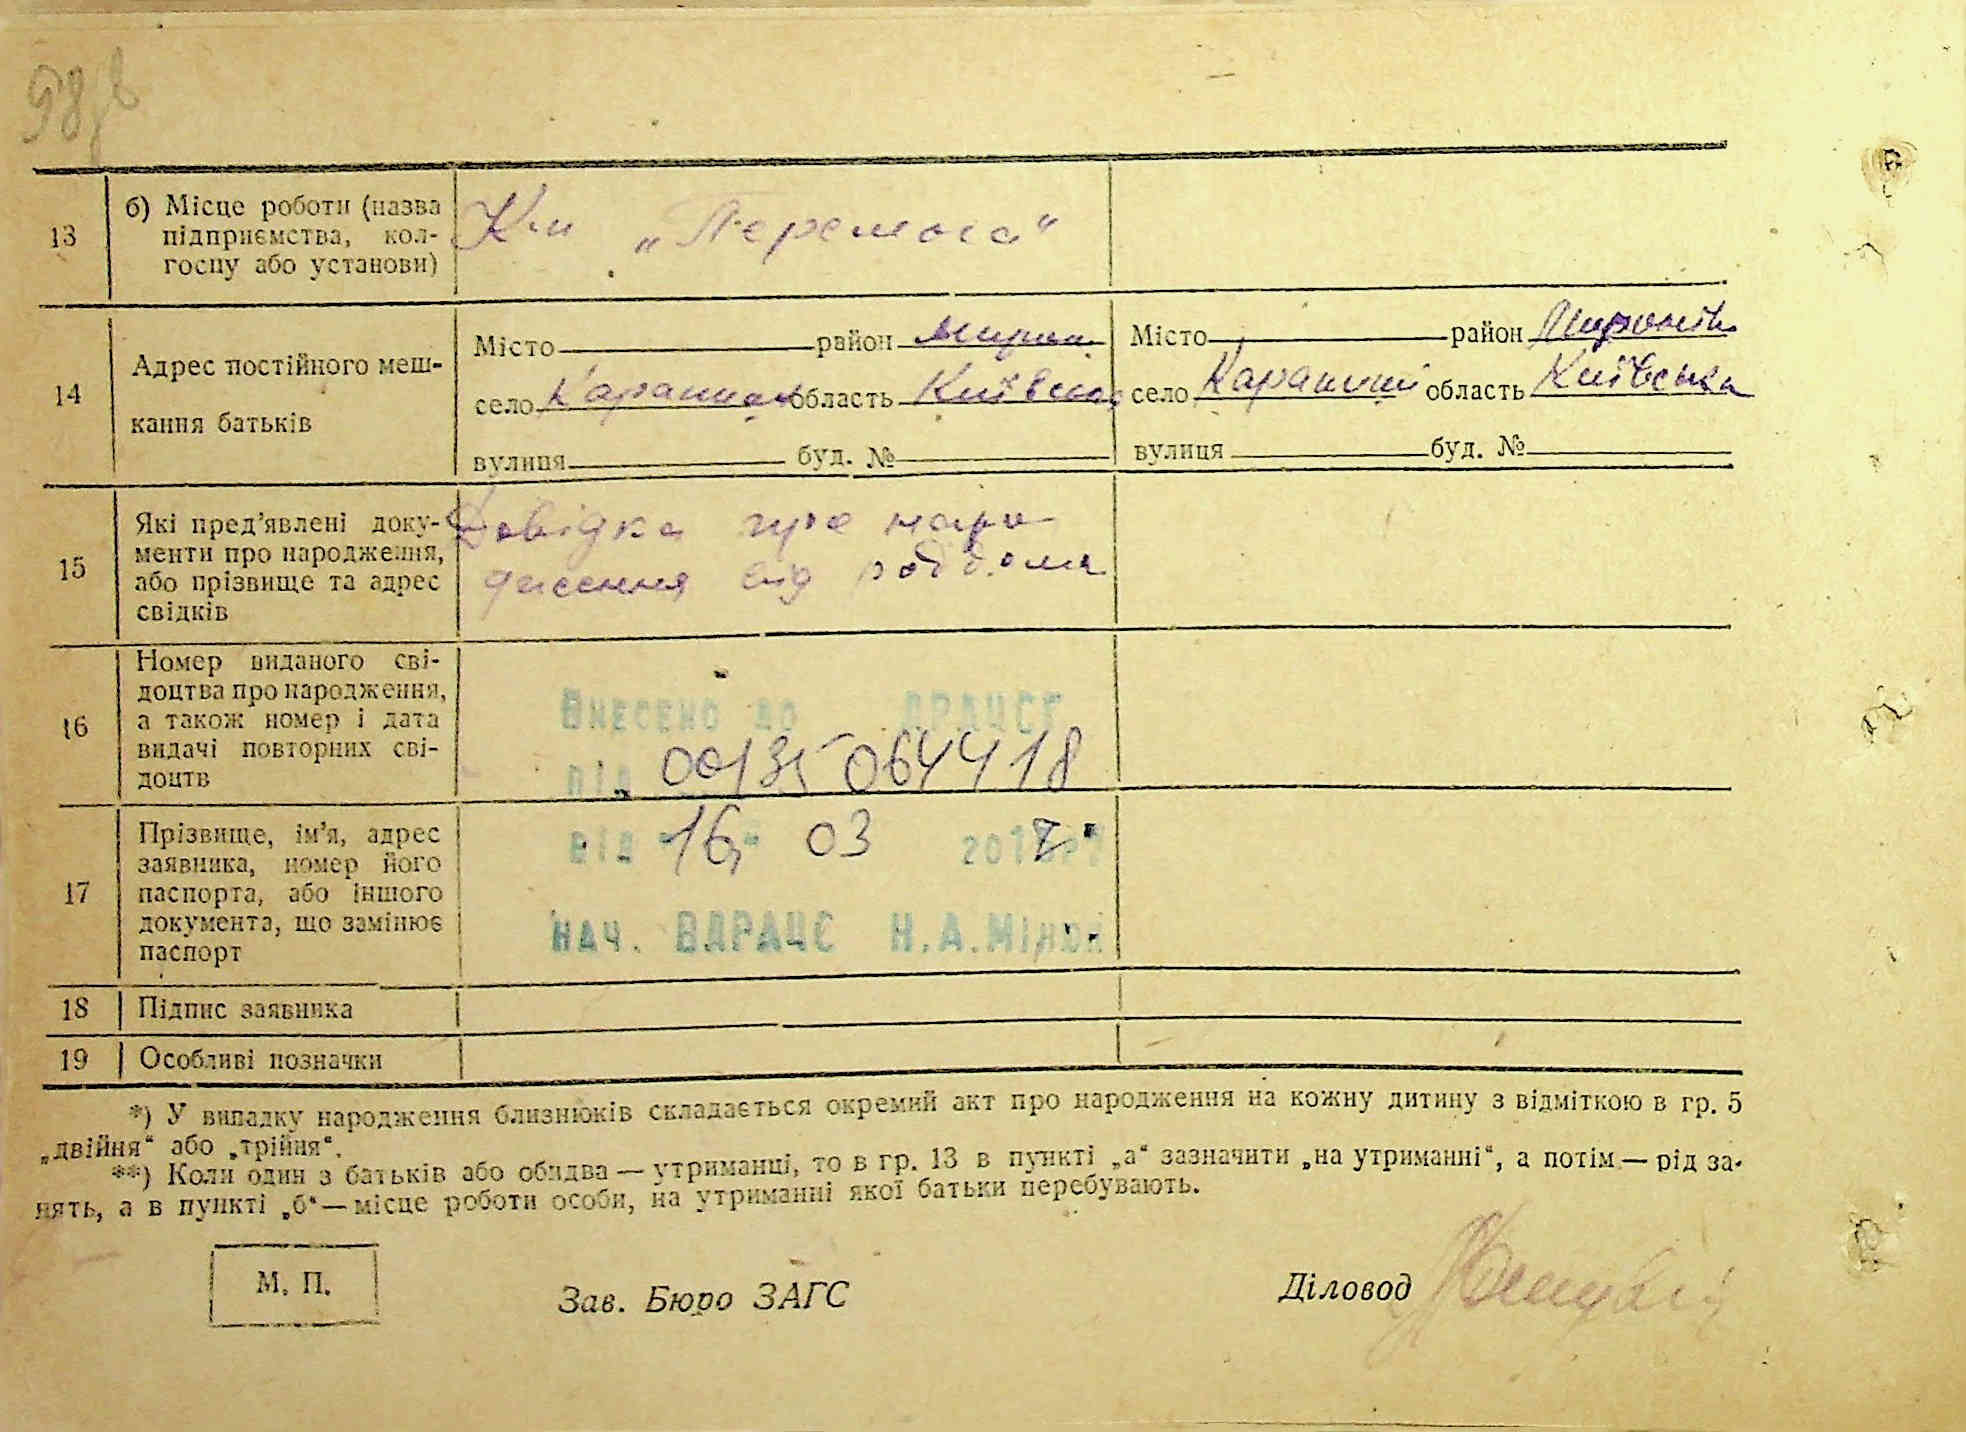 13
б) Місце роботи (назва
підприємства, кол-
госпу або установи)
К-п „Перемога“
14
Адрес постійного меш-
кання батьків
Місто район Мирон.
село Карапиш область Київська
вулиця буд. №
Місто район Миронів
село Карапиші область Київська
вулиця буд. №
15
Які пред’явлені доку-
менти про народження,
або прізвище та адрес
свідків
Довідка про наро
дження від роддома
16
Номер виданого сві-
доцтва про народження,
а також номер і дата
видачі повторних сві-
доцтв
Внесено до ДРАЦСГ
під 00135064418
17
Прізвище, ім’я, адрес
заявника, номер його
паспорта, або іншого
документа, що замінює
паспорт
від "16" 03 201
нач. ВДРАЦС Н.А.
18 Підпис заявника
19 Особливі позначки
*) У випадку народження близнюків складається окремий акт про народження на кожну дитину з відміткою в гр. 5
„двійня“ або „трійня“.
**) Коли один з батьків або обидва — утриманці, то в гр. 13 в пункті „а“ зазначити „на утриманні“, а потім — рід за-
нять, а в пункті „б“ — місце роботи особи, на утриманні якої батьки перебувають.
М. П.
Зав. Бюро ЗАГС
Діловод